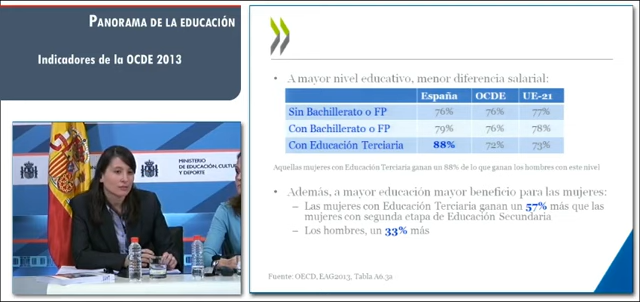 PANORAMA DE LA EDUCACIÓN
Indicadores de la OCDE 2013
MINISTERIO
DE EDUCACIÓN, CULTURA
Y DEPORTE
• A mayor nivel educativo, menor diferencia salarial:
España OCDE UE-21
Sin Bachillerato o FP 76% 76% 77%
Con Bachillerato o FP 79% 76% 78%
Con Educación Terciaria 88% 72% 73%
Aquellas mujeres con Educación Terciaria ganan un 88% de lo que ganan los hombres con este nivel
• Además, a mayor educación mayor beneficio para las mujeres:
– Las mujeres con Educación Terciaria ganan un 57% más que las
mujeres con segunda etapa de Educación Secundaria
– Los hombres, un 33% más
Fuente: OECD, EAG2013, Tabla A6.3a